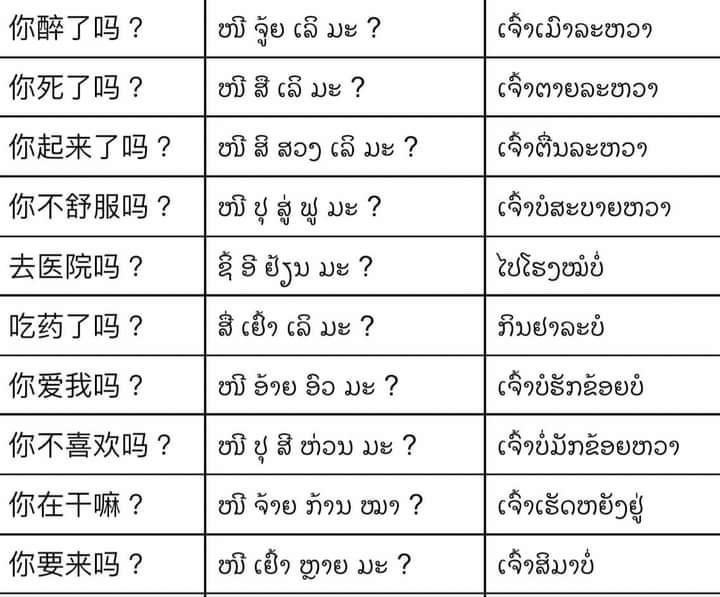 你醉了吗？ ໜີ ຈູ້ຍ ເລິ ມະ ? ເຈົ້າເມົາລະຫວາ
你死了吗？ ໜີ ສື ເລິ ມະ ? ເຈົ້າຕາຍລະຫວາ
你起来了吗？ ໜີ ສິ ສວງ ເລິ ມະ ? ເຈົ້າຕື່ນລະຫວາ
你不舒服吗？ ໜີ ປຸ ສູ່ ຟູ ມະ ? ເຈົ້າບໍສະບາຍຫວາ
去医院吗？ ຊິ້ ອີ ຢ້ຽນ ມະ ? ໄປໂຮງໝໍບໍ່
吃药了吗？ ສື່ ເຢົ້າ ເລິ ມະ ? ກິນຢາລະບໍ
你爱我吗？ ໜີ ອ້າຍ ອົວ ມະ ? ເຈົ້າບໍຮັກຂ້ອຍບໍ
你不喜欢吗？ ໜີ ປຸ ສີ ຫ່ວນ ມະ ? ເຈົ້າບໍ່ມັກຂ້ອຍຫວາ
你在干嘛？ ໜີ ຈ້າຍ ກ້ານ ໝາ ? ເຈົ້າເຮັດຫຍັງຢູ່
你要来吗？ ໜີ ເຢົ້າ ຫຼາຍ ມະ ? ເຈົ້າສິມາບໍ່